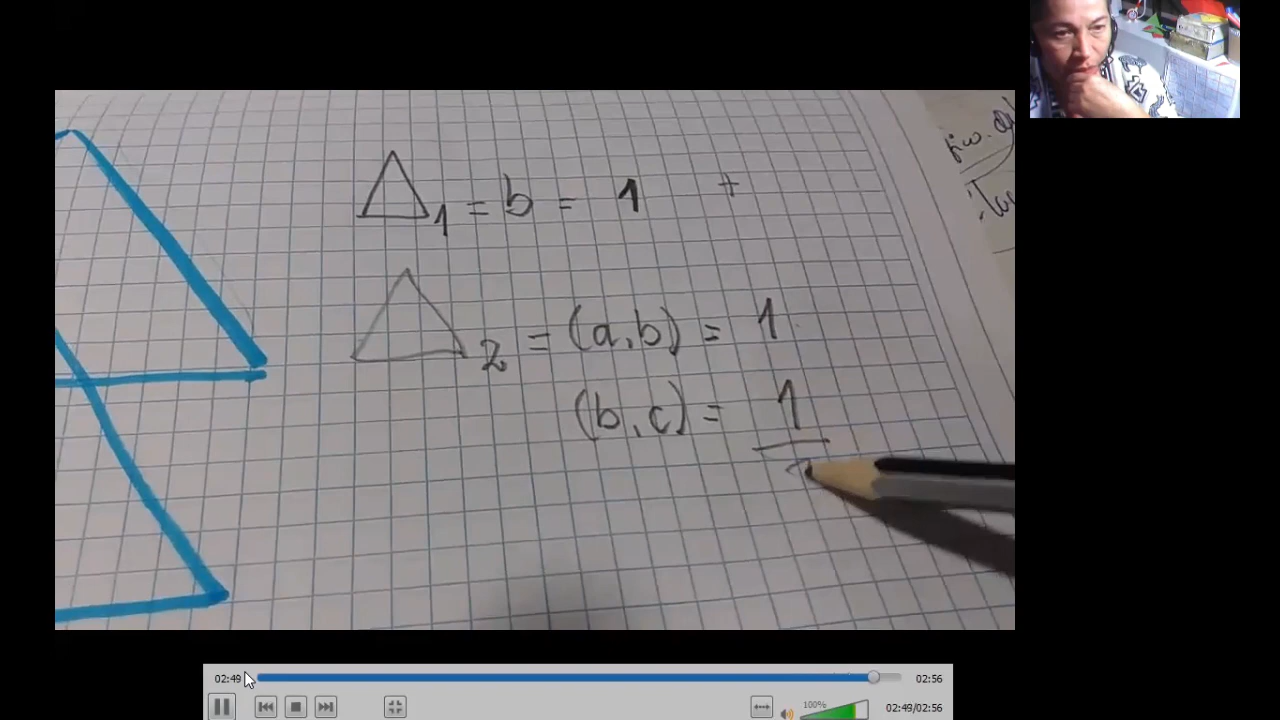 1 = b = 1 +
2 = (a,b) = 1
(b,c) = 1
02:49
02:56
100%
02:49/02:56